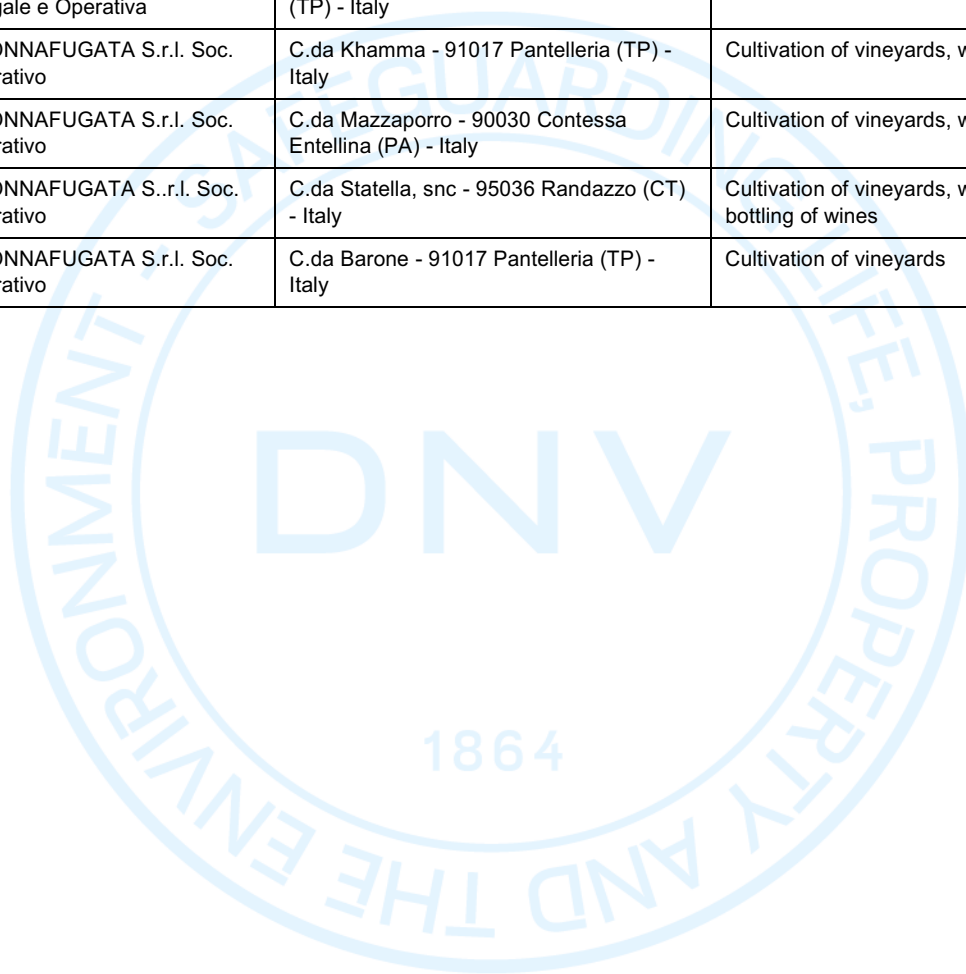 gale e Operativa
(TP) - Italy
ONNAFUGATA S.r.l. Soc.
rativo
C.da Khamma - 91017 Pantelleria (TP) -
Italy
Cultivation of vineyards, w
ONNAFUGATA S.r.l. Soc.
rativo
C.da Mazzaporro - 90030 Contessa
Entellina (PA) - Italy
Cultivation of vineyards, w
ONNAFUGATA S..r.l. Soc.
rativo
C.da Statella, snc - 95036 Randazzo (CT)
- Italy
Cultivation of vineyards, w
bottling of wines
ONNAFUGATA S.r.l. Soc.
rativo
C.da Barone - 91017 Pantelleria (TP) -
Italy
Cultivation of vineyards
- SAFEGUARDING LIFE, PROPERTY AND THE ENVIRONMENT
DNV
1864